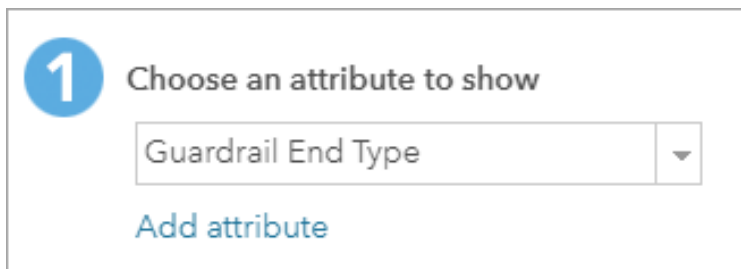 1 Choose an attribute to show
Guardrail End Type
Add attribute